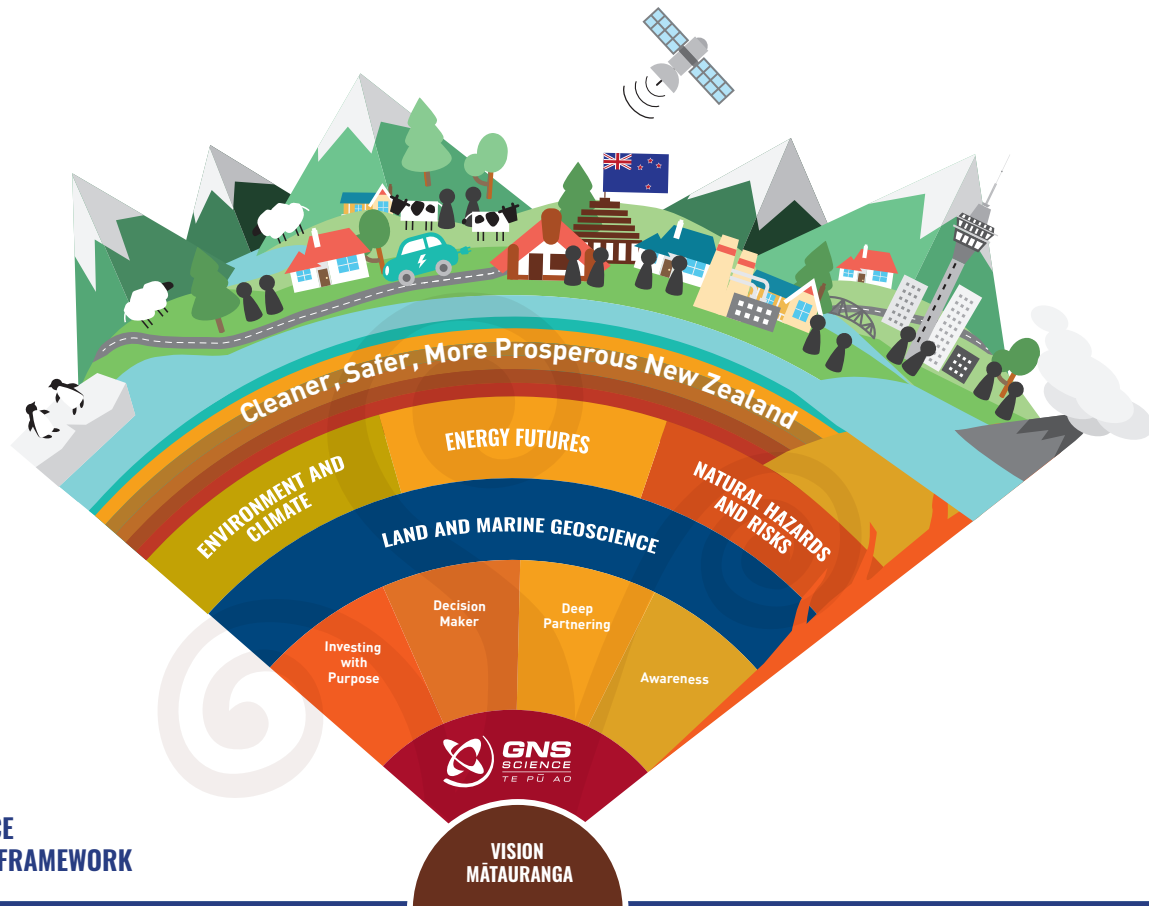 Cleaner, Safer, More Prosperous New Zealand
ENVIRONMENT AND
CLIMATE
ENERGY FUTURES
NATURAL HAZARDS
AND RISKS
LAND AND MARINE GEOSCIENCE
Investing
with
Purpose
Decision
Maker
Deep
Partnering
Awareness
GNS
SCIENCE
TE PŪ AO
VISION
MĀTAURANGA
FRAMEWORK